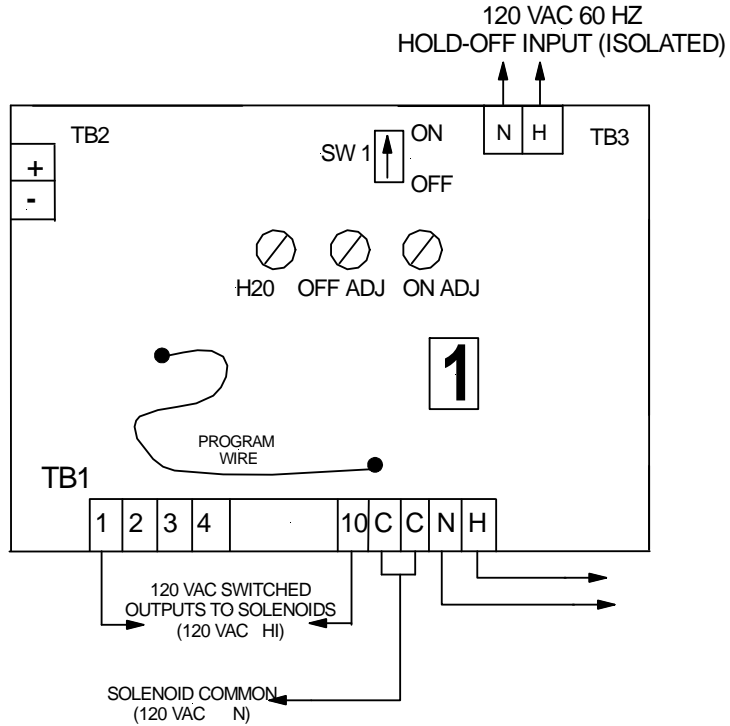 120 VAC 60 HZ
HOLD-OFF INPUT (ISOLATED)
TB2
SW 1
ON
OFF
N H
TB3
+
-
H20 OFF ADJ ON ADJ
1
PROGRAM
WIRE
TB1
1 2 3 4 10 C C N H
120 VAC SWITCHED
OUTPUTS TO SOLENOIDS
(120 VAC HI)
SOLENOID COMMON
(120 VAC N)